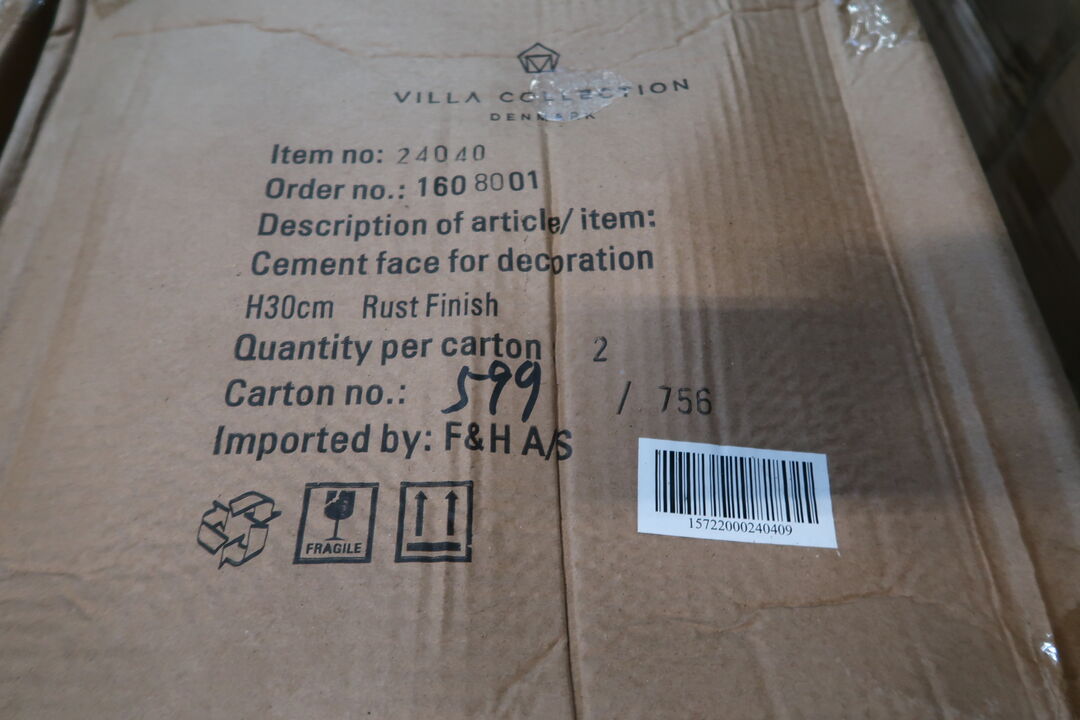 VILLA COLLECTION
DENMARK
Item no: 24040
Order no.: 1608001
Description of article/ item:
Cement face for decoration
H30cm Rust Finish
Quantity per carton 2
Carton no.: 599 / 756
Imported by: F&H A/S
FRAGILE
15722000240409